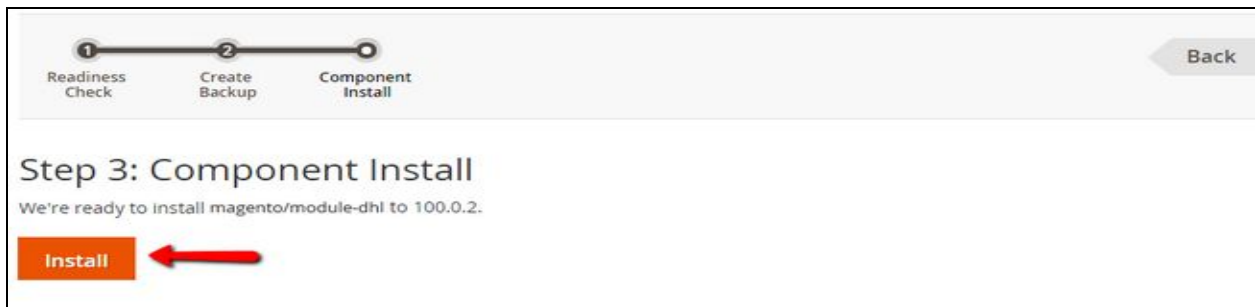 1
2
Readiness
Check
Create
Backup
Component
Install
Back
Step 3: Component Install
We're ready to install magento/module-dhl to 100.0.2.
Install